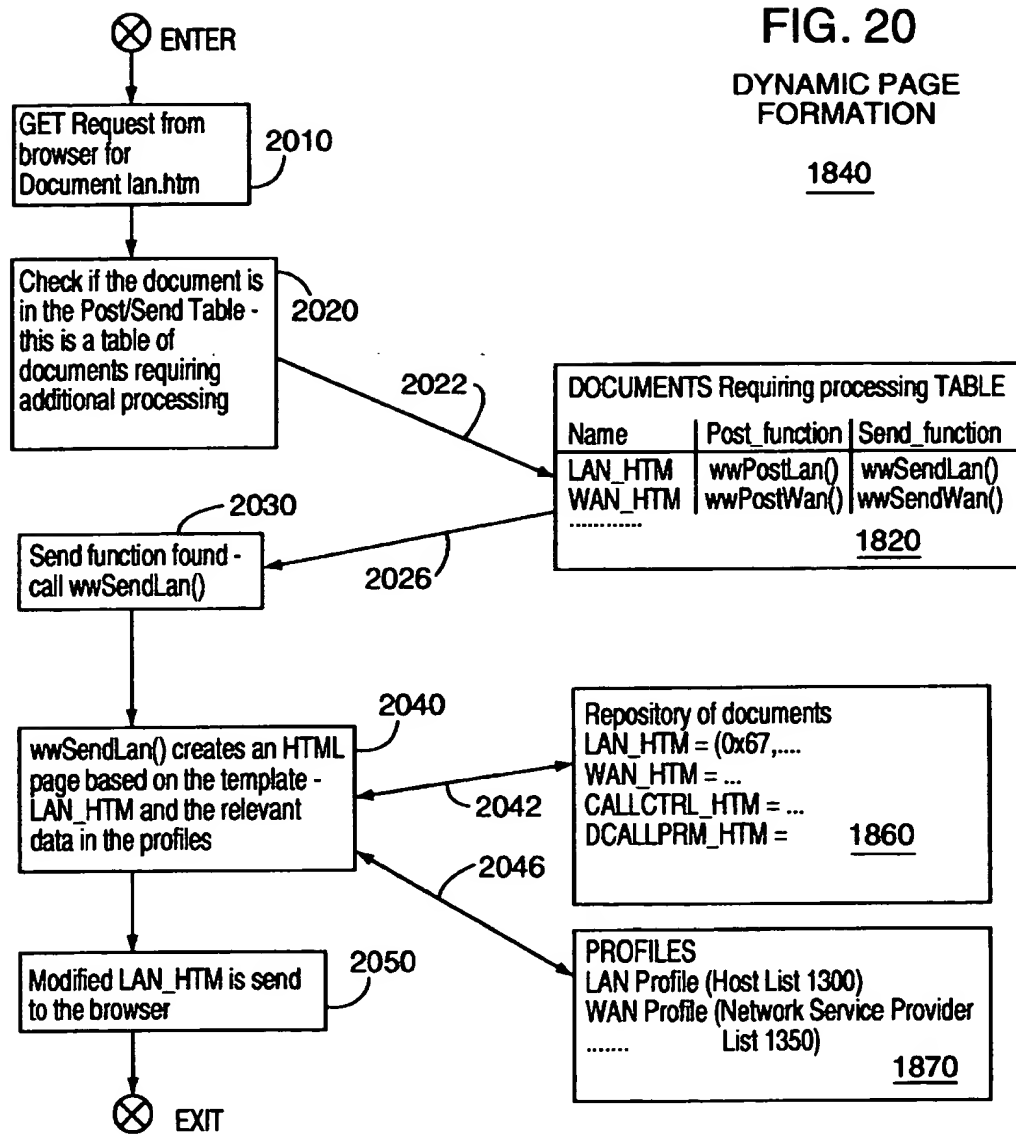 FIG. 20
DYNAMIC PAGE
FORMATION
1840
ENTER
GET Request from
browser for
Document lan.htm
2010
Check if the document is
in the Post/Send Table -
this is a table of
documents requiring
additional processing
2020
2022
DOCUMENTS Requiring processing TABLE
Name Post_function Send_function
LAN_HTM wwPostLan() wwSendLan()
WAN_HTM wwPostWan() wwSendWan()
............
1820
2026
2030
Send function found -
call wwSendLan()
2040
wwSendLan() creates an HTML
page based on the template -
LAN_HTM and the relevant
data in the profiles
2042
Repository of documents
LAN_HTM = (0x67,....
WAN_HTM = ...
CALLCTRL_HTM = ...
DCALLPRM_HTM =
1860
2046
PROFILES
LAN Profile (Host List 1300)
WAN Profile (Network Service Provider
....... List 1350)
1870
Modified LAN_HTM is send
to the browser
2050
EXIT